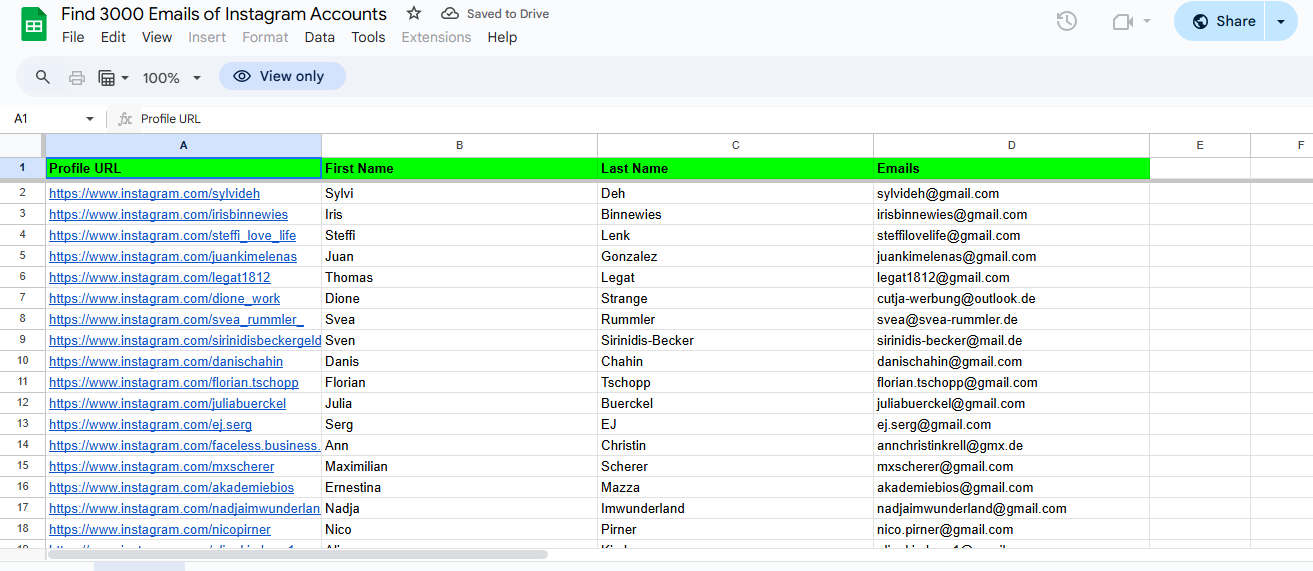 Find 3000 Emails of Instagram Accounts Saved to Drive
File Edit View Insert Format Data Tools Extensions Help
Share
100% View only
A1 fx Profile URL
A B C D E F
1 Profile URL First Name Last Name Emails
2 https://www.instagram.com/sylvideh Sylvi Deh sylvideh@gmail.com
3 https://www.instagram.com/irisbinnewies Iris Binnewies irisbinnewies@gmail.com
4 https://www.instagram.com/steffi_love_life Steffi Lenk steffilovelife@gmail.com
5 https://www.instagram.com/juankimelenas Juan Gonzalez juankimelenas@gmail.com
6 https://www.instagram.com/legat1812 Thomas Legat legat1812@gmail.com
7 https://www.instagram.com/dione_work Dione Strange cutja-werbung@outlook.de
8 https://www.instagram.com/svea_rummler_ Svea Rummler svea@svea-rummler.de
9 https://www.instagram.com/sirinidisbeckergeld Sven Sirinidis-Becker sirinidis-becker@mail.de
10 https://www.instagram.com/danischahin Danis Chahin danischahin@gmail.com
11 https://www.instagram.com/florian.tschopp Florian Tschopp florian.tschopp@gmail.com
12 https://www.instagram.com/juliabuerckel Julia Buerckel juliabuerckel@gmail.com
13 https://www.instagram.com/ej.serg Serg EJ ej.serg@gmail.com
14 https://www.instagram.com/faceless.business. Ann Christin annchristinkrell@gmx.de
15 https://www.instagram.com/mxscherer Maximilian Scherer mxscherer@gmail.com
16 https://www.instagram.com/akademiebios Ernestina Mazza akademiebios@gmail.com
17 https://www.instagram.com/nadjaimwunderlan Nadja Imwunderland nadjaimwunderland@gmail.com
18 https://www.instagram.com/nicopirner Nico Pirner nico.pirner@gmail.com